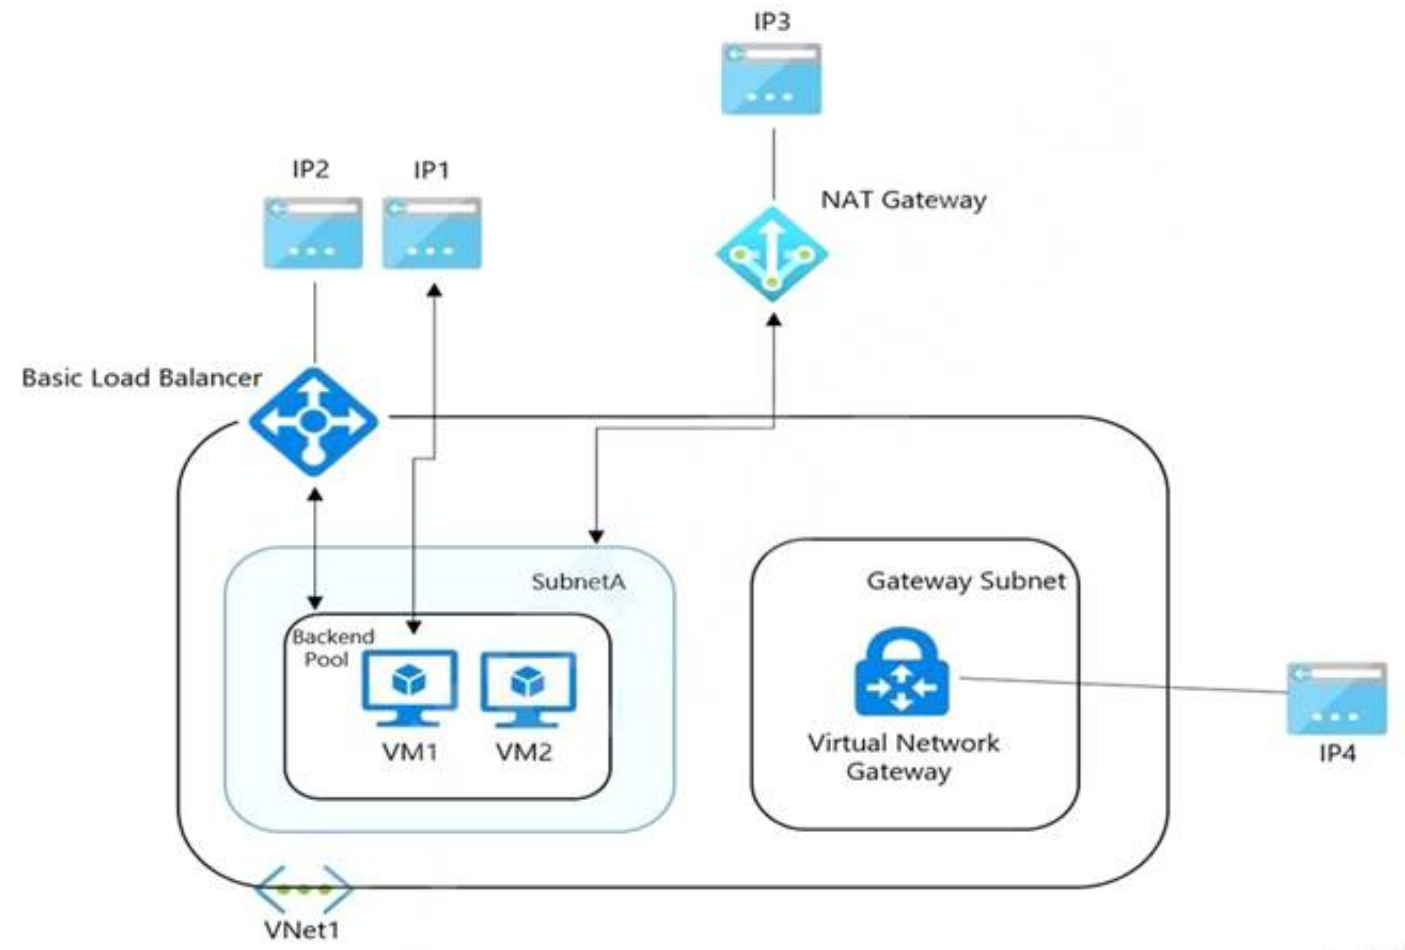 IP3
IP2
IP1
NAT Gateway
Basic Load Balancer
SubnetA
Gateway Subnet
Backend
Pool
VM1
VM2
Virtual Network
Gateway
IP4
VNet1